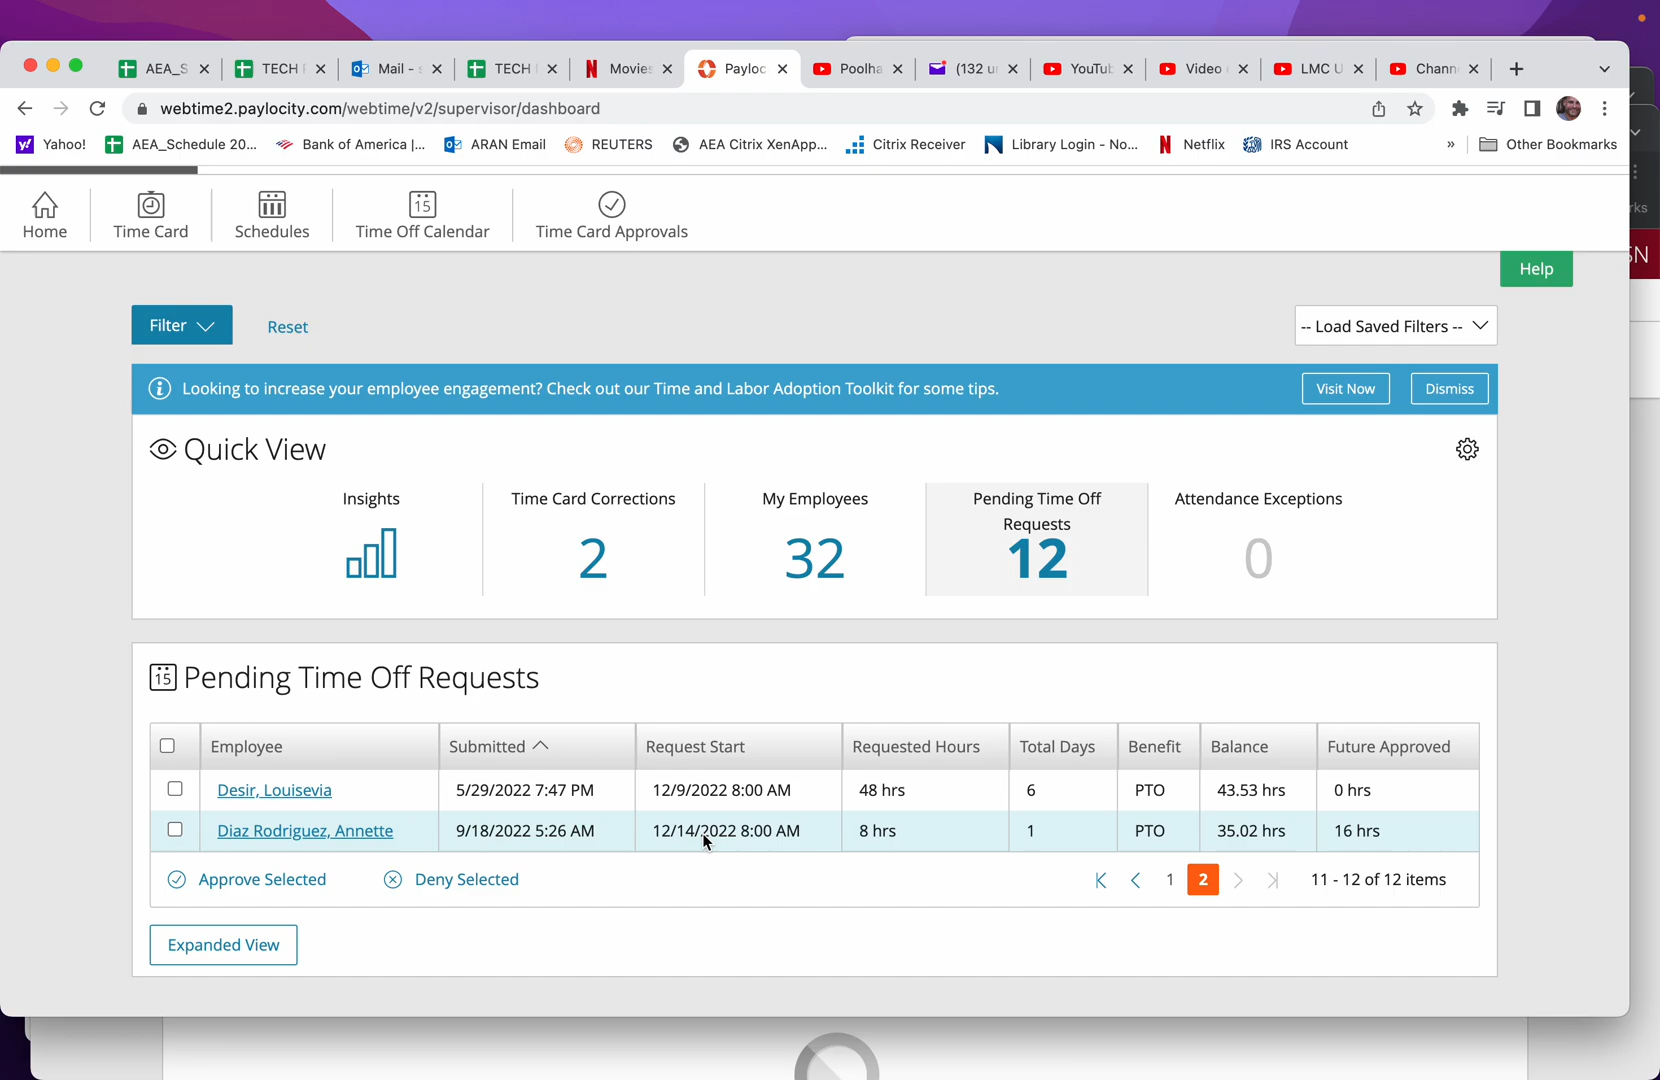 AEA_S
TECH
Mail -
TECH
Movies
Payloc
Poolha
(132 u
YouTu
Video
LMC U
Chann
webtime2.paylocity.com/webtime/v2/supervisor/dashboard
Yahoo!
AEA_Schedule 20...
Bank of America |...
ARAN Email
REUTERS
AEA Citrix XenApp...
Citrix Receiver
Library Login - No...
Netflix
IRS Account
»
Other Bookmarks
rks
Home
Time Card
Schedules
15
Time Off Calendar
Time Card Approvals
SN
Help
Filter
Reset
-- Load Saved Filters --
Looking to increase your employee engagement? Check out our Time and Labor Adoption Toolkit for some tips.
Visit Now
Dismiss
Quick View
Insights
Time Card Corrections
2
My Employees
32
Pending Time Off
Requests
12
Attendance Exceptions
0
15 Pending Time Off Requests
Employee Submitted Request Start Requested Hours Total Days Benefit Balance Future Approved
Desir, Louisevia 5/29/2022 7:47 PM 12/9/2022 8:00 AM 48 hrs 6 PTO 43.53 hrs 0 hrs
Diaz Rodriguez, Annette 9/18/2022 5:26 AM 12/14/2022 8:00 AM 8 hrs 1 PTO 35.02 hrs 16 hrs
Approve Selected
Deny Selected
1 2
11 - 12 of 12 items
Expanded View